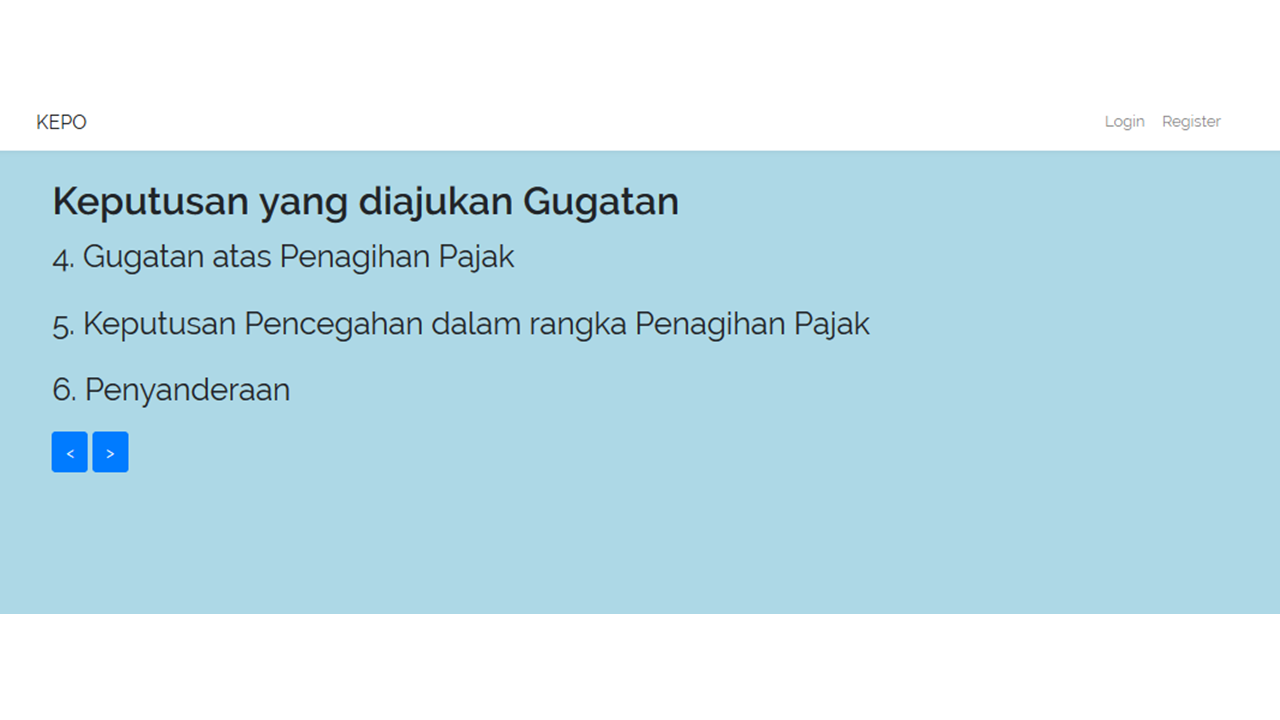 KEPO
Login Register
Keputusan yang diajukan Gugatan
4. Gugatan atas Penagihan Pajak
5. Keputusan Pencegahan dalam rangka Penagihan Pajak
6. Penyanderaan
< >